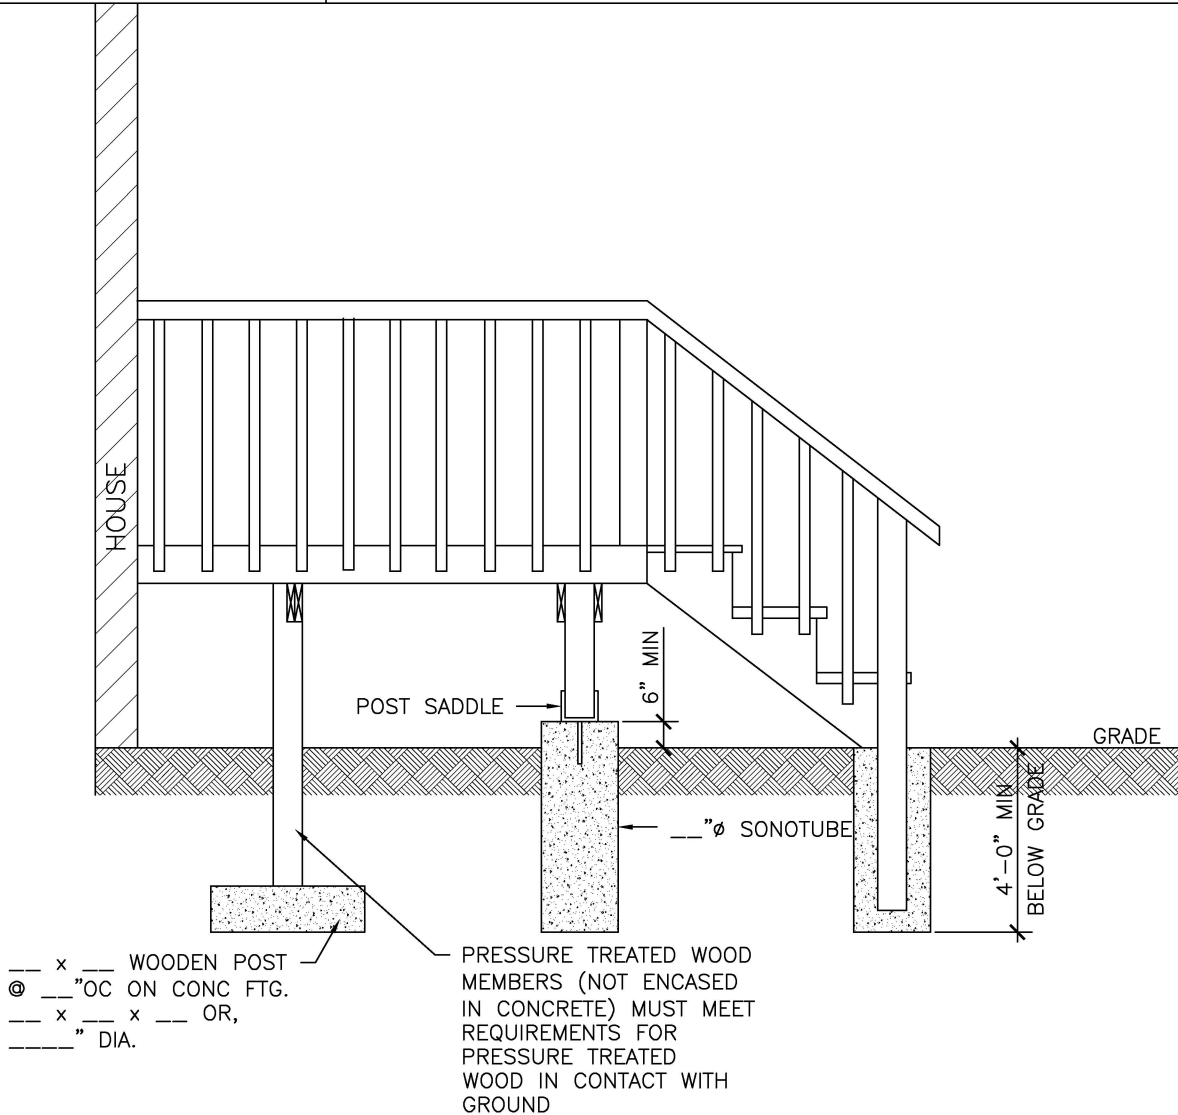 HOUSE
6" MIN
POST SADDLE
GRADE
__"ø SONOTUBE
4'-0" MIN
BELOW GRADE
__ x __ WOODEN POST
@ __"OC ON CONC FTG.
__ x __ x __ OR,
____" DIA.
PRESSURE TREATED WOOD
MEMBERS (NOT ENCASED
IN CONCRETE) MUST MEET
REQUIREMENTS FOR
PRESSURE TREATED
WOOD IN CONTACT WITH
GROUND